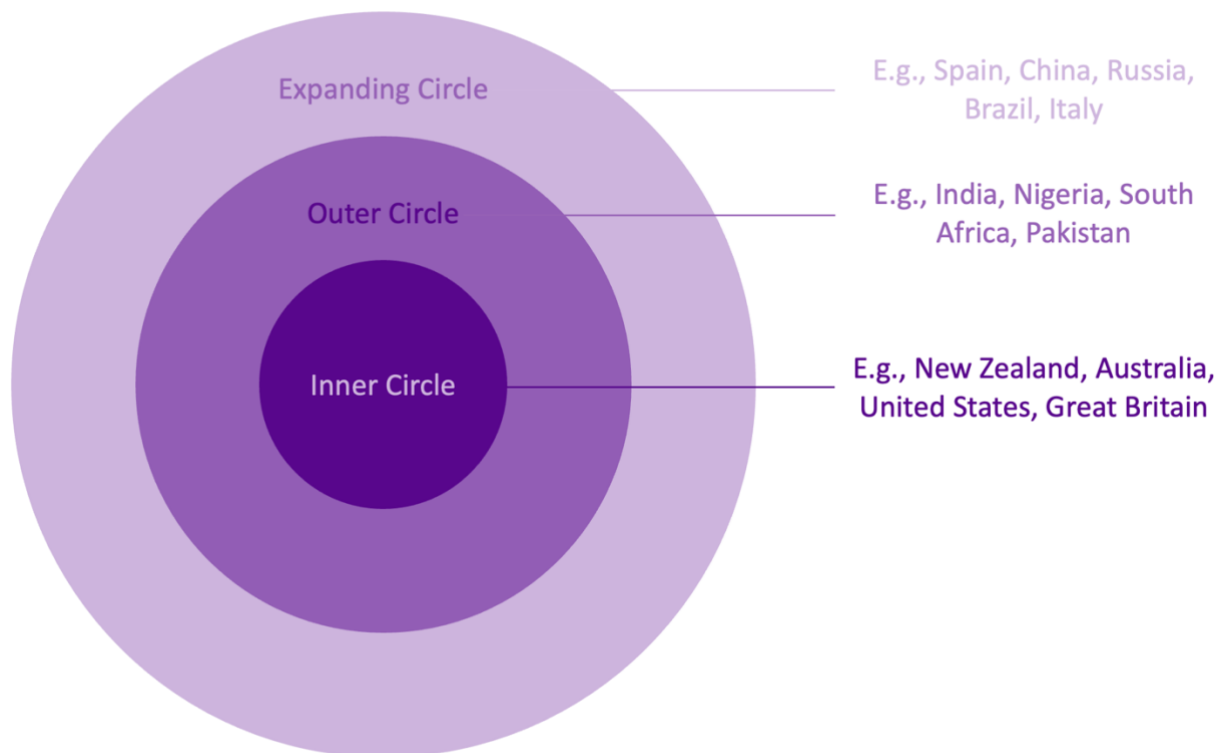 Expanding Circle
E.g., Spain, China, Russia,
Brazil, Italy
Outer Circle
E.g., India, Nigeria, South
Africa, Pakistan
Inner Circle
E.g., New Zealand, Australia,
United States, Great Britain